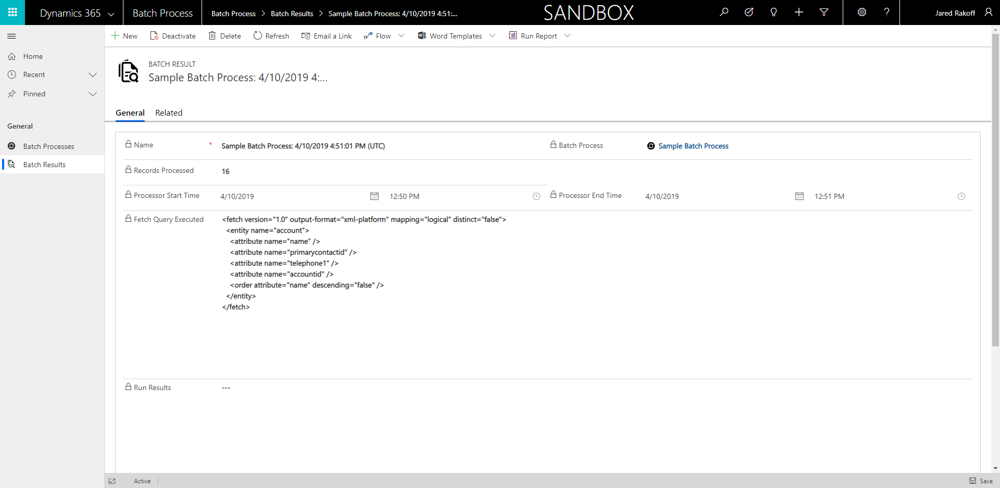 Dynamics 365
Batch Process
Batch Process > Batch Results > Sample Batch Process: 4/10/2019 4:51:...
SANDBOX
Jared Rakoff
New
Deactivate
Delete
Refresh
Email a Link
Flow
Word Templates
Run Report
Home
Recent
Pinned
General
Batch Processes
Batch Results
BATCH RESULT
Sample Batch Process: 4/10/2019 4:...
General
Related
Name *
Sample Batch Process: 4/10/2019 4:51:01 PM (UTC)
Batch Process
Sample Batch Process
Records Processed
16
Processor Start Time
4/10/2019
12:50 PM
Processor End Time
4/10/2019
12:51 PM
Fetch Query Executed
<fetch version="1.0" output-format="xml-platform" mapping="logical" distinct="false">
<entity name="account">
<attribute name="name" />
<attribute name="primarycontactid" />
<attribute name="telephone1" />
<attribute name="accountid" />
<order attribute="name" descending="false" />
</entity>
</fetch>
Run Results
---
Active
Save